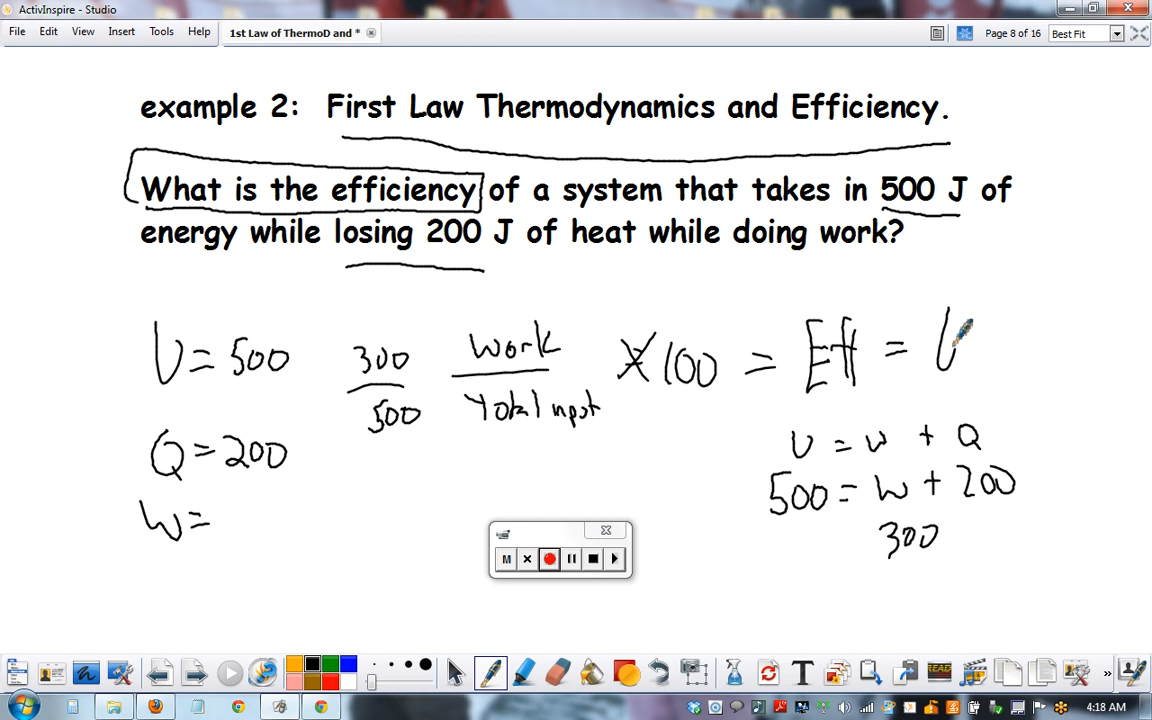 ActivInspire - Studio
File Edit View Insert Tools Help
1st Law of ThermoD and *
Page 8 of 16
Best Fit
example 2: First Law Thermodynamics and Efficiency.
What is the efficiency of a system that takes in 500 J of
energy while losing 200 J of heat while doing work?
U = 500
300
500
Work
Total input
X 100 = Eff =
Q = 200
W =
U = W + Q
500 = W + 200
300
M
READ
T
4:18 AM